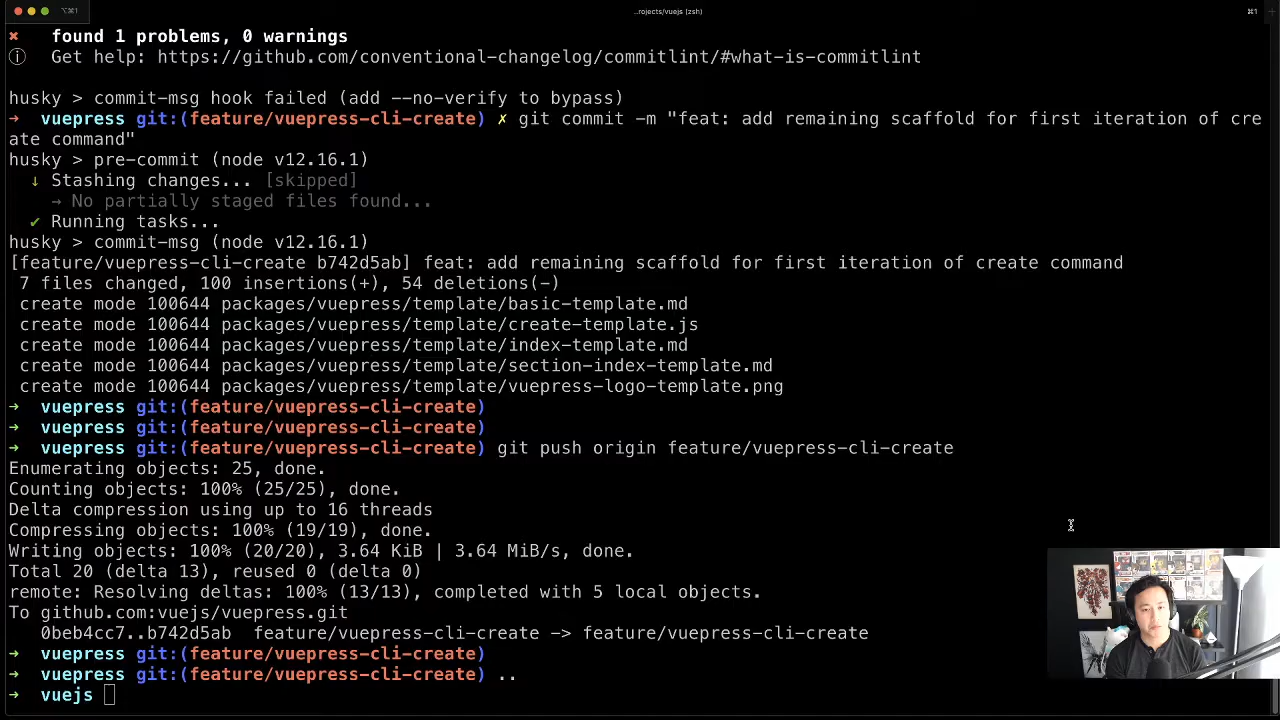 ⌥⌘1
..rojects/vuejs (zsh)
⌘1
✖ found 1 problems, 0 warnings
ⓘ Get help: https://github.com/conventional-changelog/commitlint/#what-is-commitlint
husky > commit-msg hook failed (add --no-verify to bypass)
➜ vuepress git:(feature/vuepress-cli-create) ✗ git commit -m "feat: add remaining scaffold for first iteration of cre
ate command"
husky > pre-commit (node v12.16.1)
↓ Stashing changes... [skipped]
→ No partially staged files found...
✔ Running tasks...
husky > commit-msg (node v12.16.1)
[feature/vuepress-cli-create b742d5ab] feat: add remaining scaffold for first iteration of create command
7 files changed, 100 insertions(+), 54 deletions(-)
create mode 100644 packages/vuepress/template/basic-template.md
create mode 100644 packages/vuepress/template/create-template.js
create mode 100644 packages/vuepress/template/index-template.md
create mode 100644 packages/vuepress/template/section-index-template.md
create mode 100644 packages/vuepress/template/vuepress-logo-template.png
➜ vuepress git:(feature/vuepress-cli-create)
➜ vuepress git:(feature/vuepress-cli-create)
➜ vuepress git:(feature/vuepress-cli-create) git push origin feature/vuepress-cli-create
Enumerating objects: 25, done.
Counting objects: 100% (25/25), done.
Delta compression using up to 16 threads
Compressing objects: 100% (19/19), done.
Writing objects: 100% (20/20), 3.64 KiB | 3.64 MiB/s, done.
Total 20 (delta 13), reused 0 (delta 0)
remote: Resolving deltas: 100% (13/13), completed with 5 local objects.
To github.com:vuejs/vuepress.git
0beb4cc7..b742d5ab feature/vuepress-cli-create -> feature/vuepress-cli-create
➜ vuepress git:(feature/vuepress-cli-create)
➜ vuepress git:(feature/vuepress-cli-create) ..
➜ vuejs